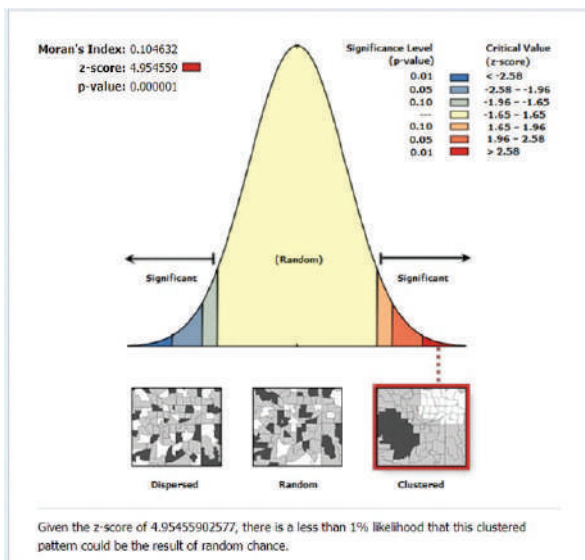 Moran's Index: 0.104632
z-score: 4.954559
p-value: 0.000001
Significance Level
(p-value)
Critical Value
(z-score)
0.01 < -2.58
0.05 -2.58 - -1.96
0.10 -1.96 - -1.65
--- -1.65 - 1.65
0.10 1.65 - 1.96
0.05 1.96 - 2.58
0.01 > 2.58
(Random)
Significant
Significant
Dispersed
Random
Clustered
Given the z-score of 4.95455902577, there is a less than 1% likelihood that this clustered
pattern could be the result of random chance.